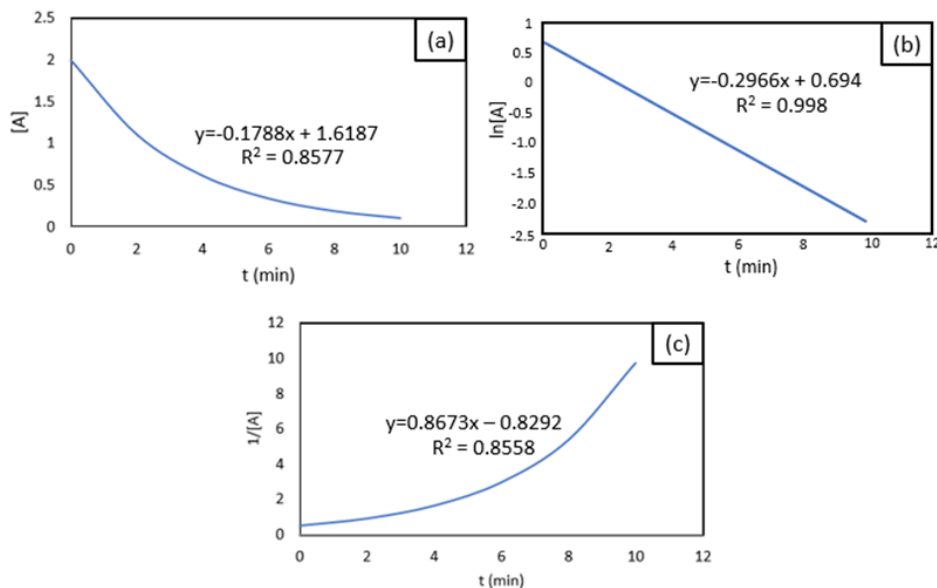 (a)
[A]
2.5
2
1.5
1
0.5
0
y=-0.1788x + 1.6187
R² = 0.8577
0 2 4 6 8 10 12
t (min)
(b)
ln[A]
1
0.5
0
-0.5
-1.0
-1.5
-2.0
-2.5
y=-0.2966x + 0.694
R² = 0.998
0 2 4 6 8 10 12
t (min)
(c)
1/[A]
12
10
8
6
4
2
0
y=0.8673x – 0.8292
R² = 0.8558
0 2 4 6 8 10 12
t (min)